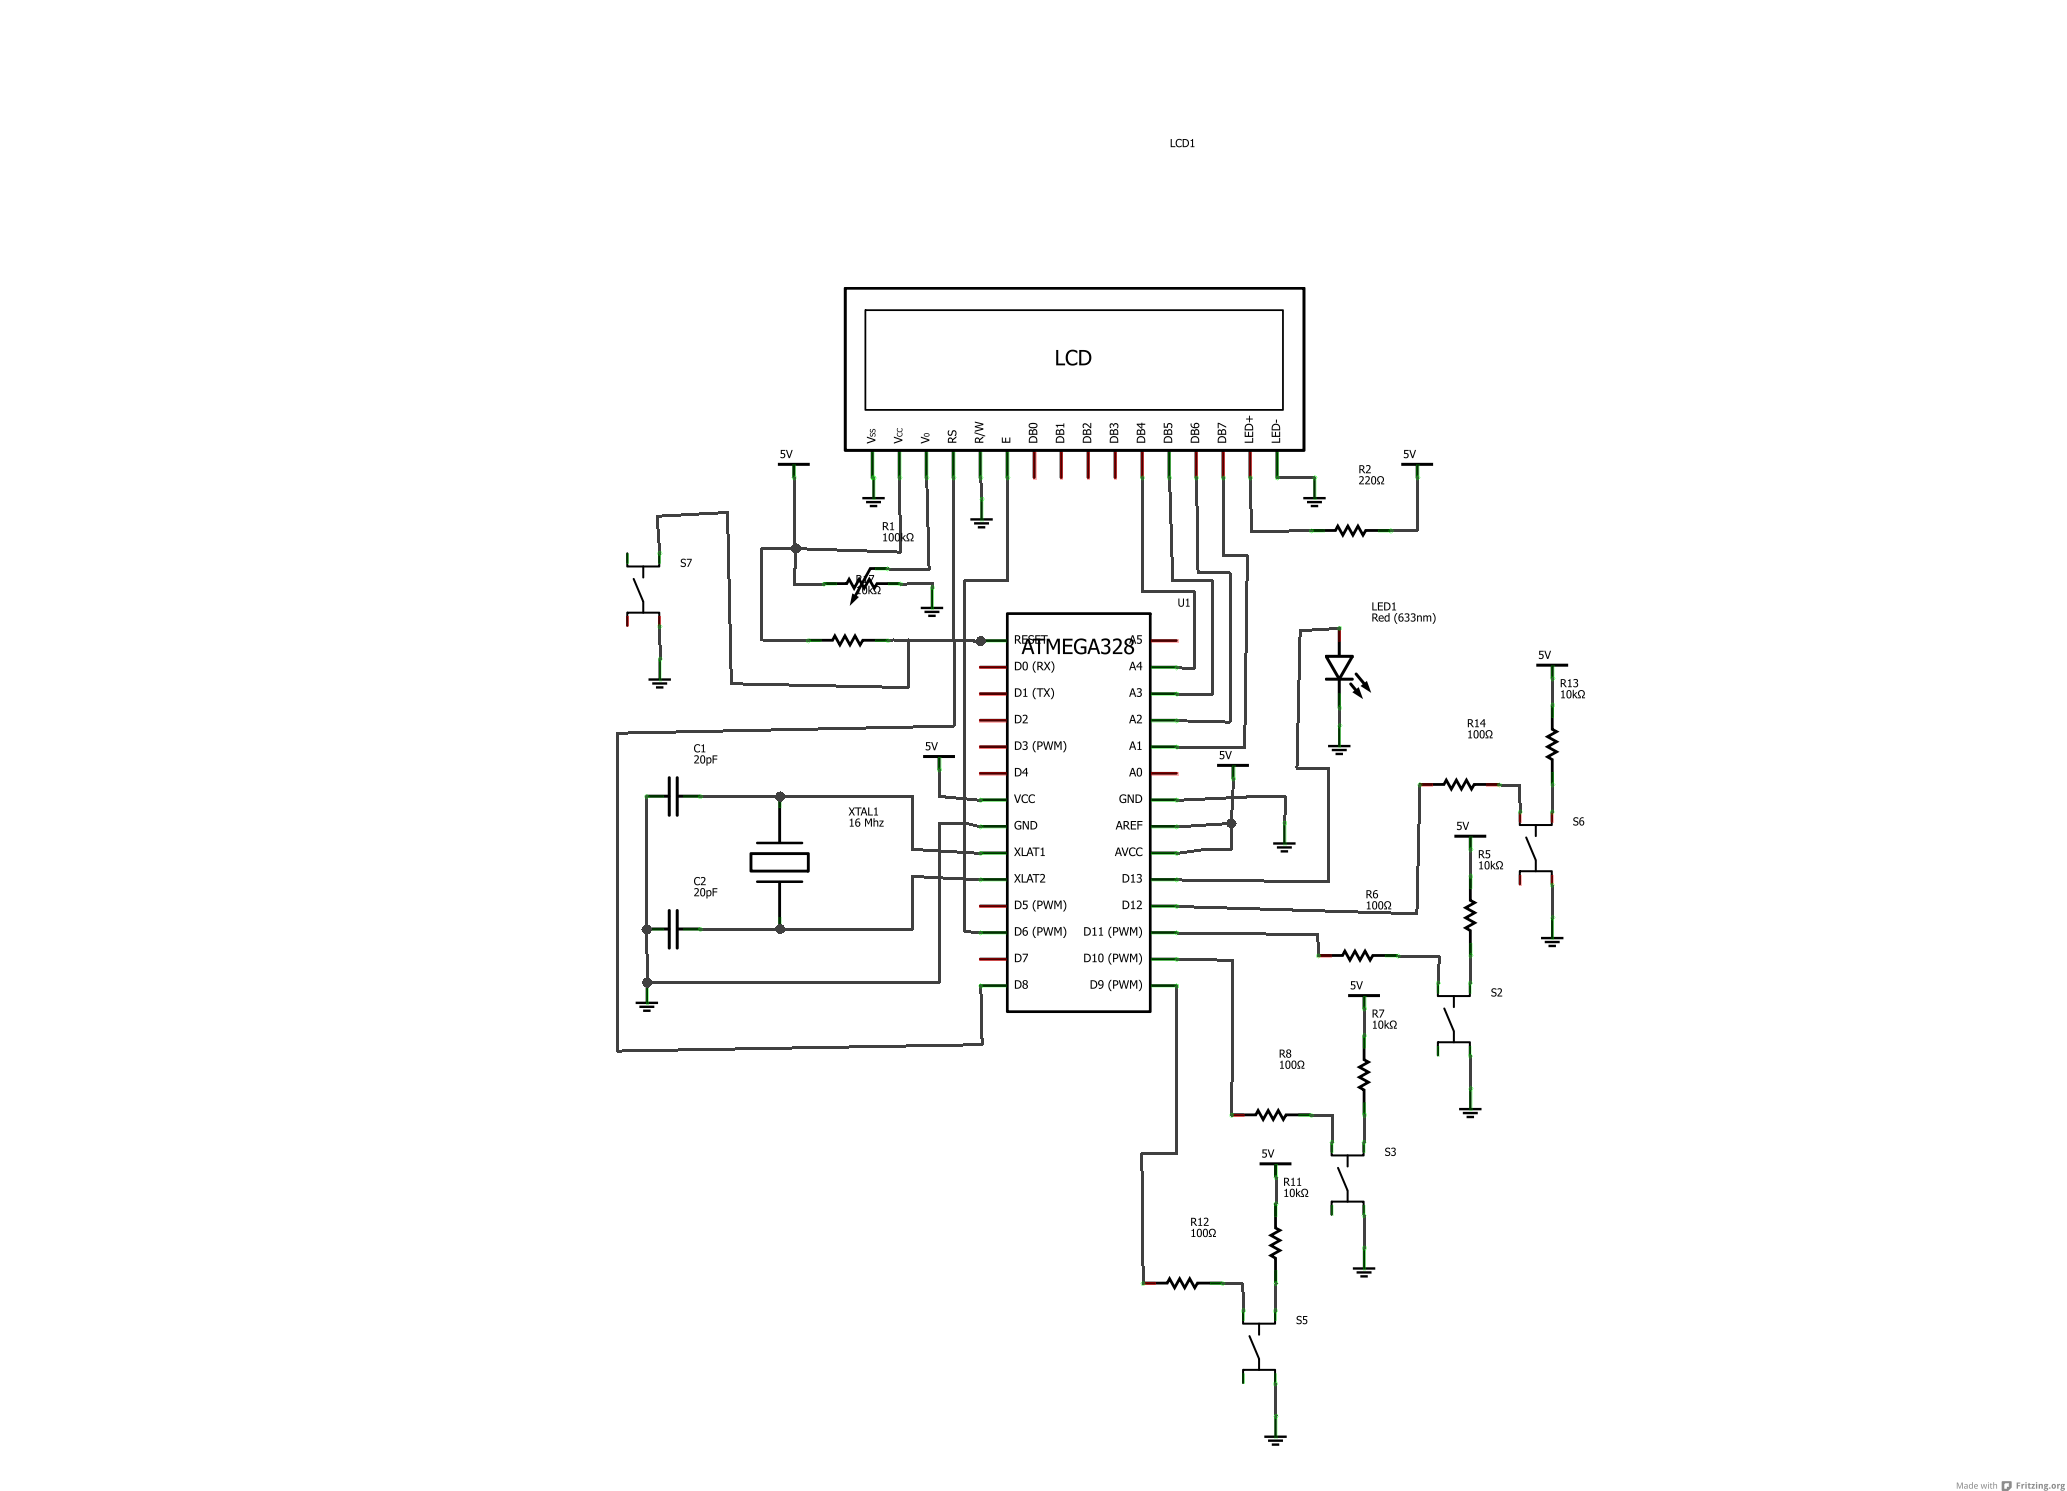 LCD1
LCD
Vss
Vcc
V0
RS
R/W
E
DB0
DB1
DB2
DB3
DB4
DB5
DB6
DB7
LED+
LED-
5V
5V
R2
220Ω
R1
100kΩ
S7
U1
LED1
Red (633nm)
ATMEGA328
RESET
D0 (RX)
D1 (TX)
D2
D3 (PWM)
D4
VCC
GND
XLAT1
XLAT2
D5 (PWM)
D6 (PWM)
D7
D8
A5
A4
A3
A2
A1
A0
GND
AREF
AVCC
D13
D12
D11 (PWM)
D10 (PWM)
D9 (PWM)
5V
R13
10kΩ
R14
100Ω
5V
5V
C1
20pF
XTAL1
16 Mhz
S6
5V
R5
10kΩ
C2
20pF
R6
100Ω
S2
5V
R7
10kΩ
R8
100Ω
S3
5V
R11
10kΩ
R12
100Ω
S5
Made with Fritzing.org